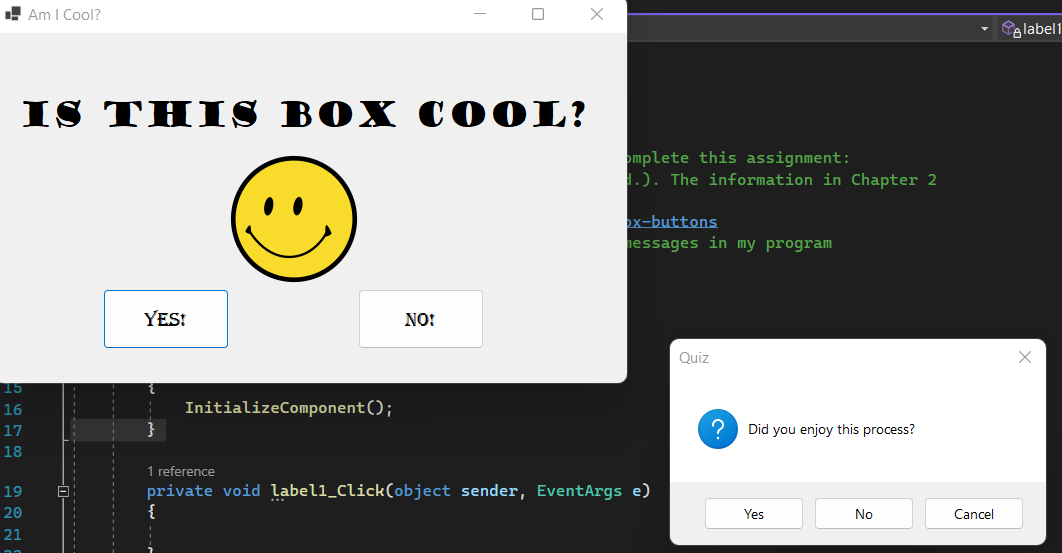 Am I Cool?
label1
IS THIS BOX COOL?
omplete this assignment:
d.). The information in Chapter 2
ox-buttons
messages in my program
YES!
NO!
Quiz
Did you enjoy this process?
Yes
No
Cancel
15 {
16 InitializeComponent();
17 }
18
1 reference
19 private void label1_Click(object sender, EventArgs e)
20 {
21